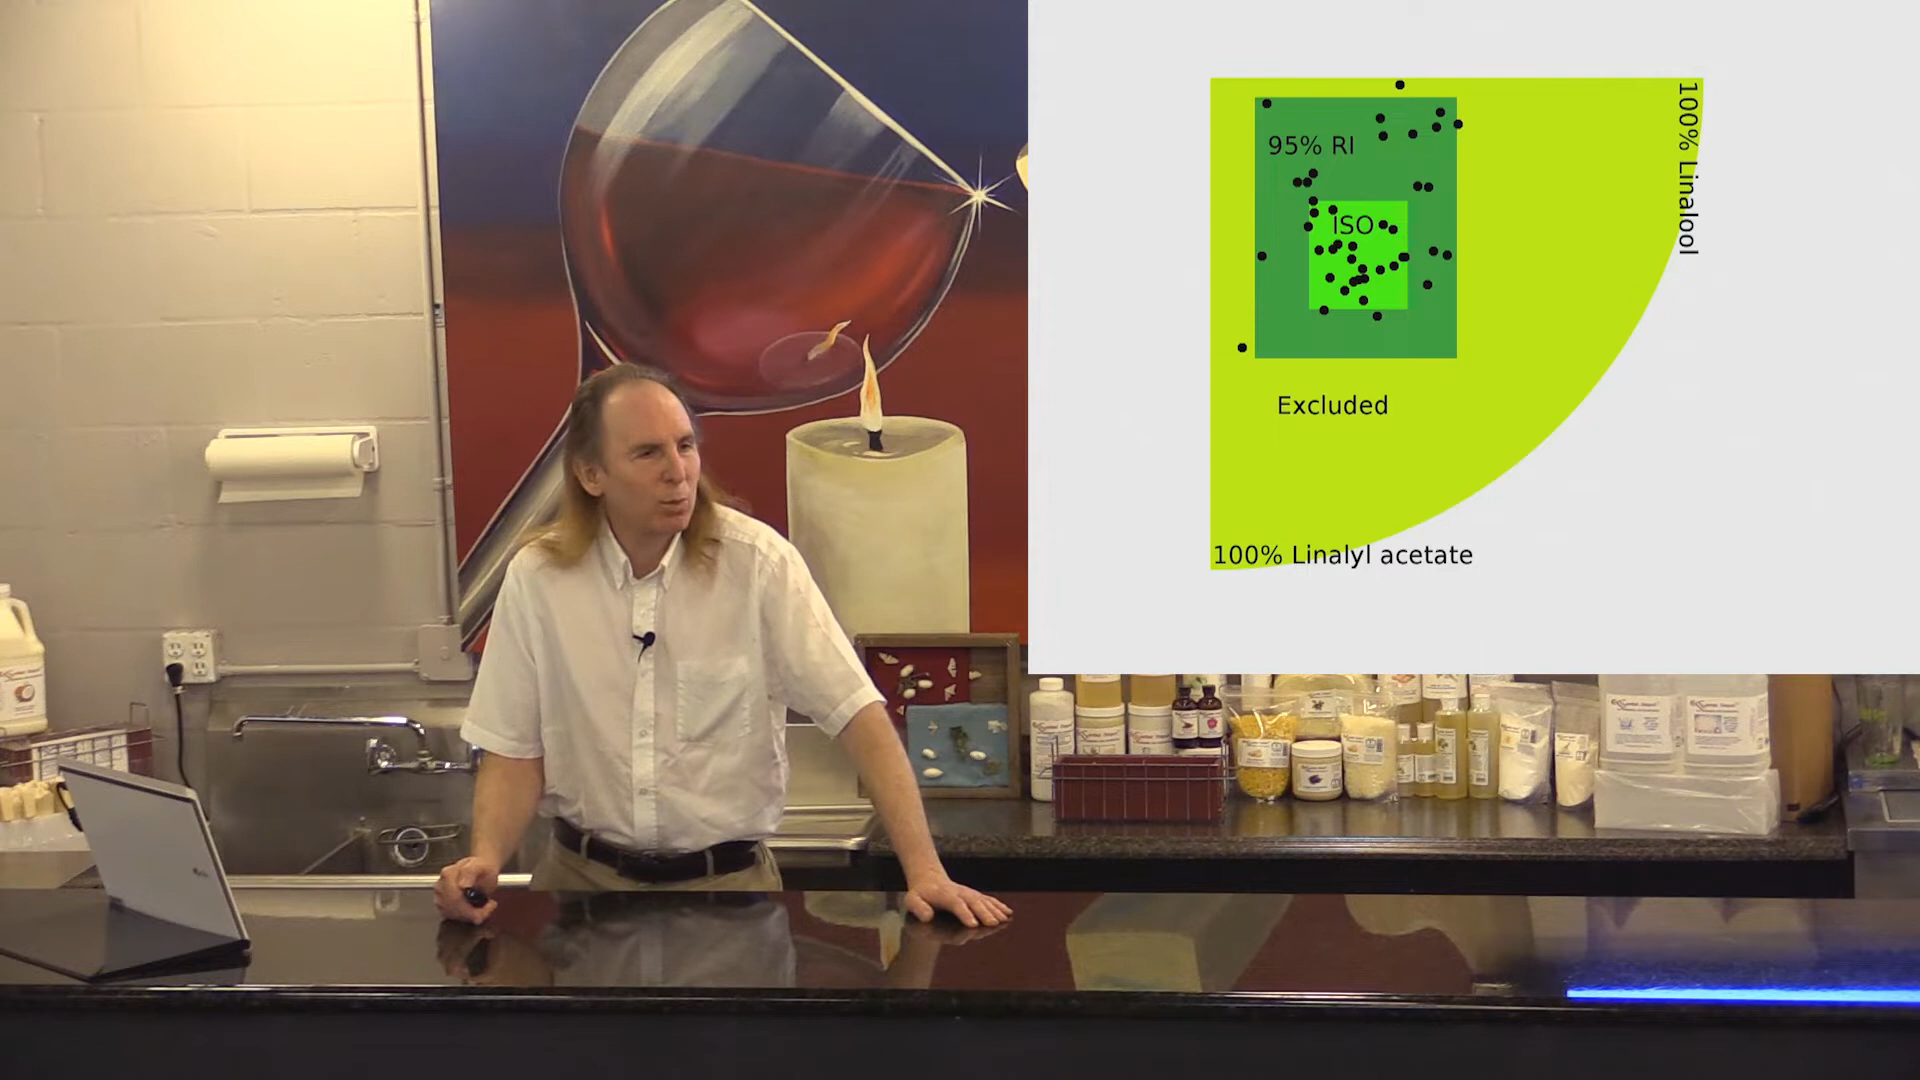 100% Linalool
95% RI
ISO
Excluded
100% Linalyl acetate